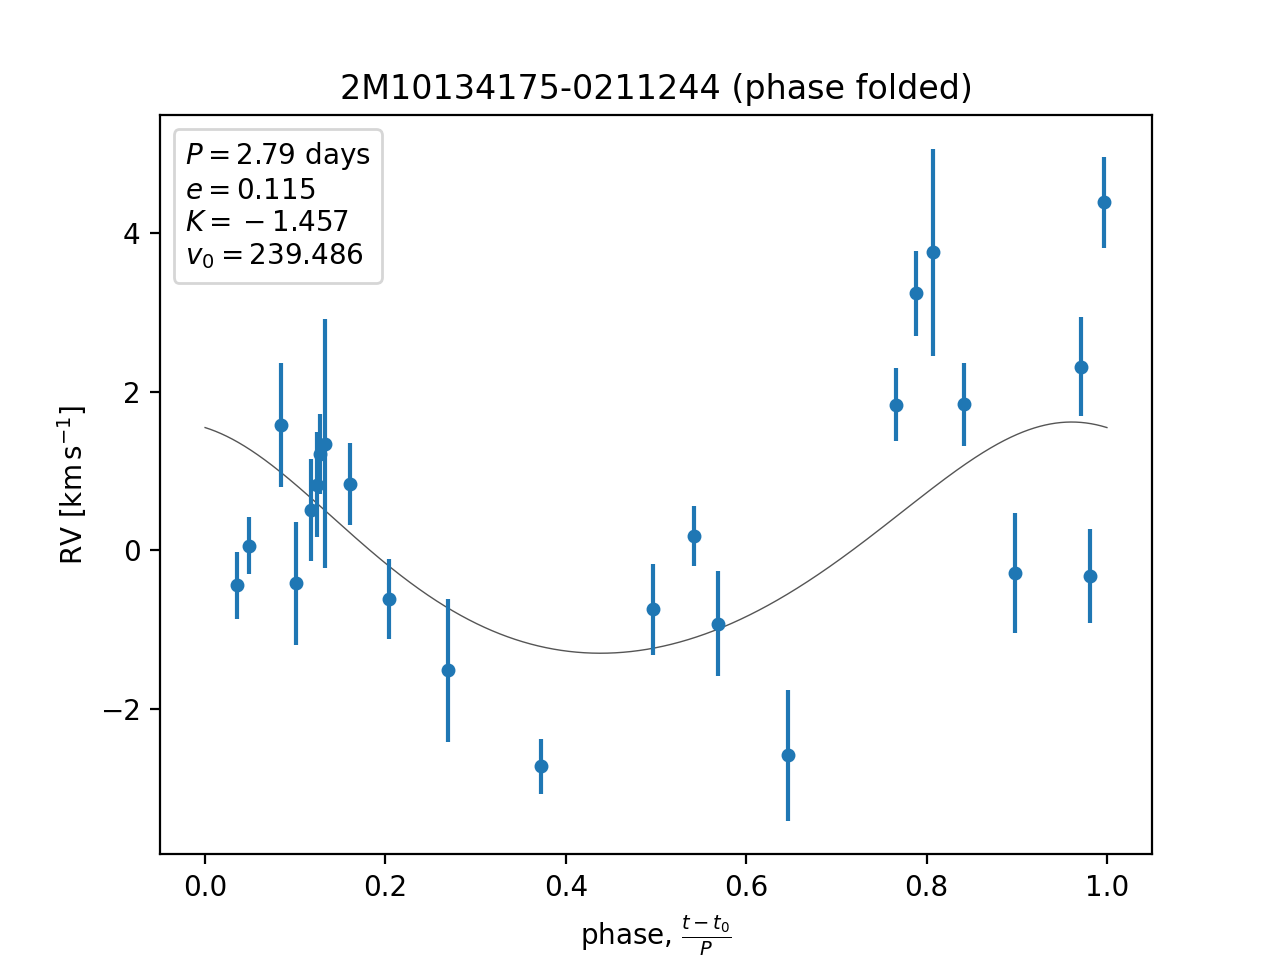 2M10134175-0211244 (phase folded)
P = 2.79 days
e = 0.115
K = −1.457
v₀ = 239.486
4
2
0
−2
RV [km s⁻¹]
0.0 0.2 0.4 0.6 0.8 1.0
phase, (t − t₀)/P